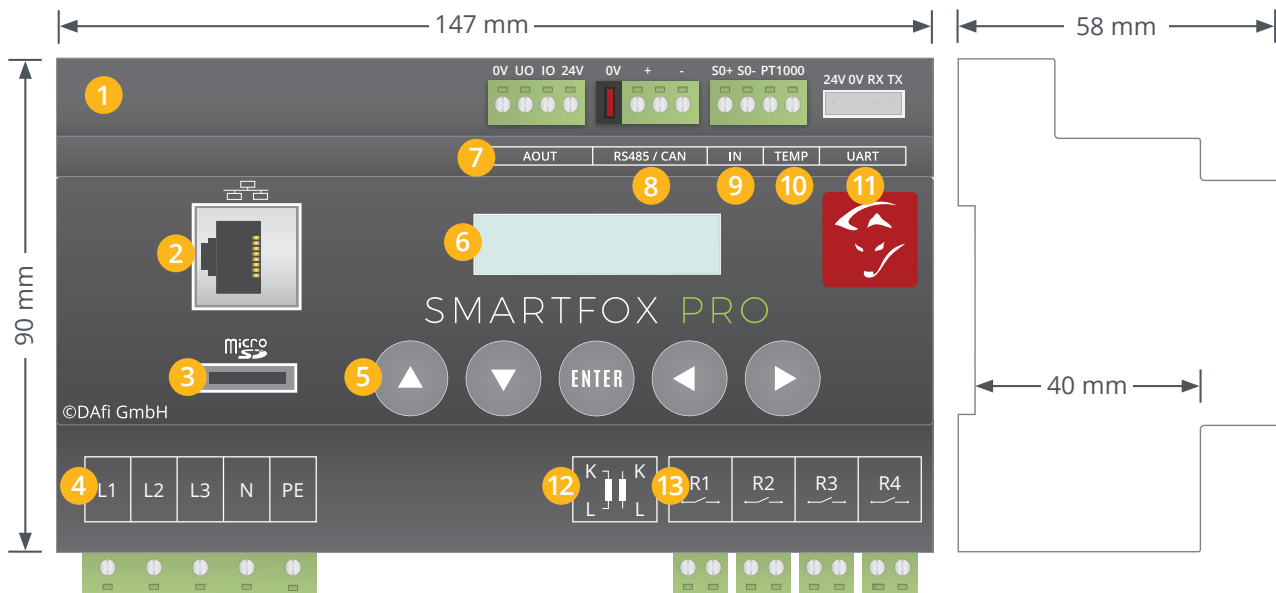 147 mm
58 mm
0V UO IO 24V
0V + -
S0+ S0- PT1000
24V 0V RX TX
1
7
AOUT
RS485 / CAN
IN
TEMP
UART
8
9
10
11
2
6
90 mm
SMARTFOX PRO
micro
SD
3
5
ENTER
40 mm
©DAfi GmbH
4
L1
L2
L3
N
PE
12
K K
L L
13
R1
R2
R3
R4